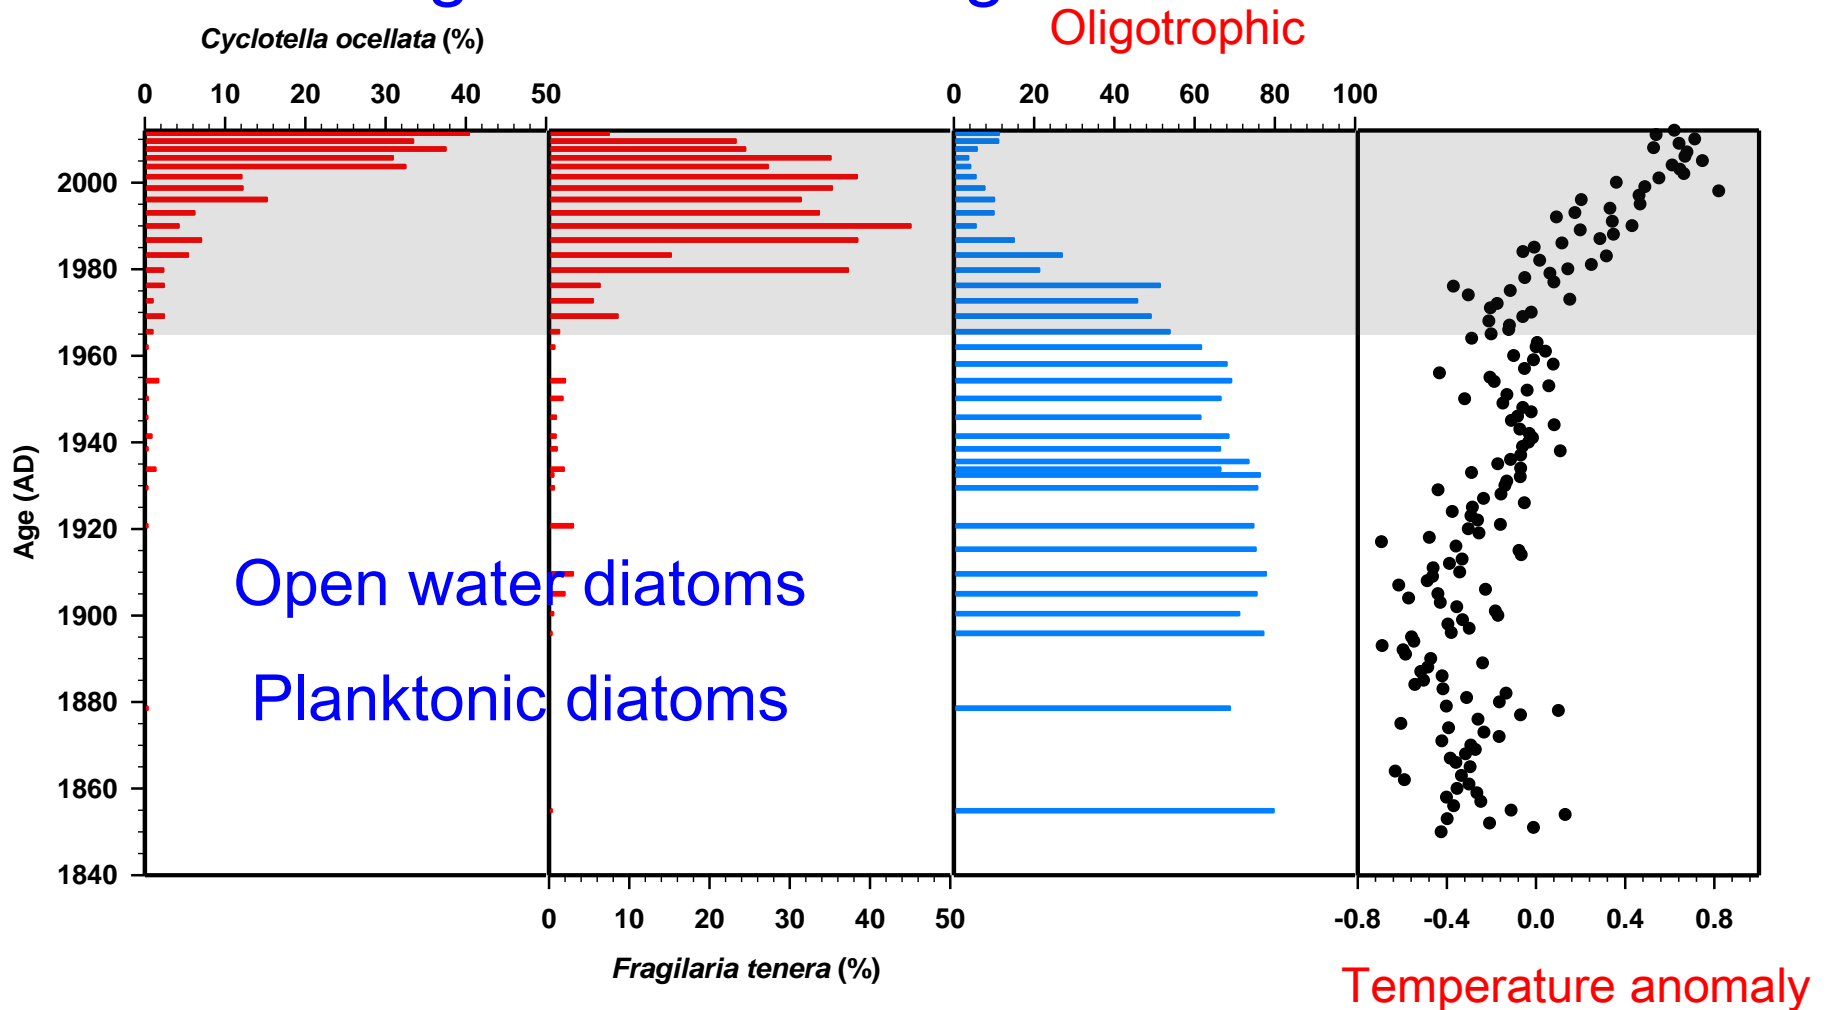 Oligotrophic
Cyclotella ocellata (%)
0 10 20 30 40 50
0 20 40 60 80 100
2000
1980
1960
1940
1920
1900
1880
1860
1840
Age (AD)
Open water diatoms
Planktonic diatoms
0 10 20 30 40 50
-0.8 -0.4 0.0 0.4 0.8
Fragilaria tenera (%)
Temperature anomaly